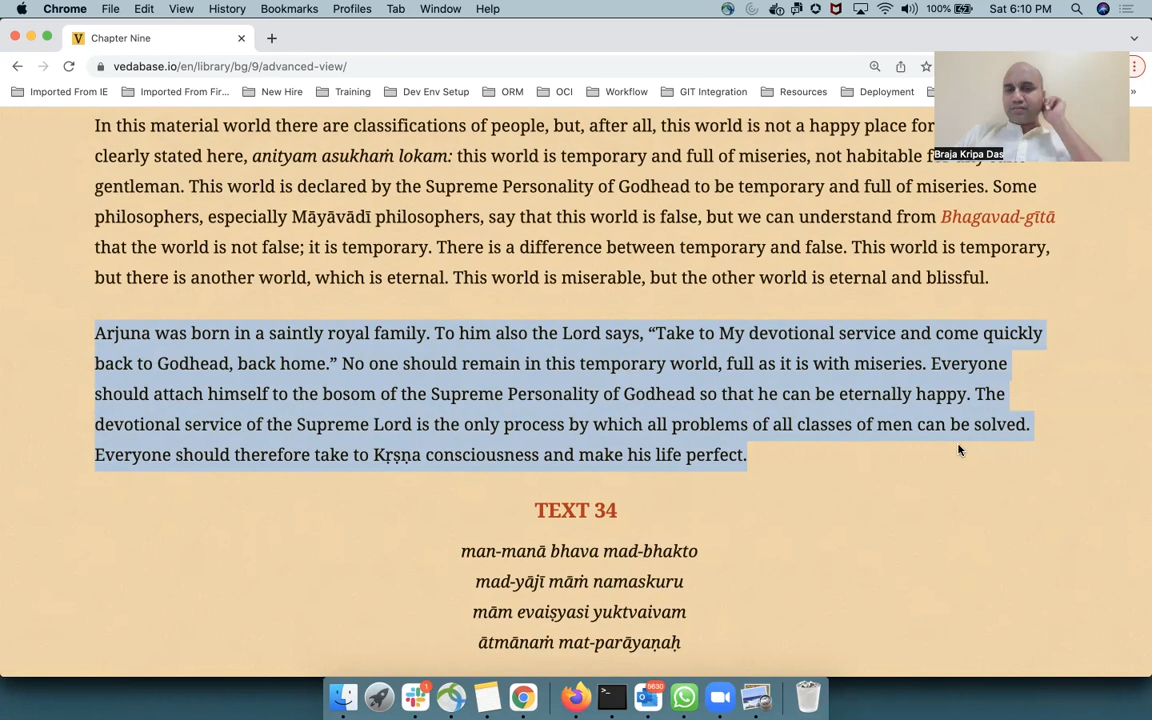 Chrome File Edit View History Bookmarks Profiles Tab Window Help 100% Sat 6:10 PM
Chapter Nine
vedabase.io/en/library/bg/9/advanced-view/
Imported From IE Imported From Fir... New Hire Training Dev Env Setup ORM OCI Workflow GIT Integration Resources Deployment »
In this material world there are classifications of people, but, after all, this world is not a happy place for
clearly stated here, anityam asukhaṁ lokam: this world is temporary and full of miseries, not habitable
Braja Kripa Das
gentleman. This world is declared by the Supreme Personality of Godhead to be temporary and full of miseries. Some
philosophers, especially Māyāvādī philosophers, say that this world is false, but we can understand from Bhagavad-gītā
that the world is not false; it is temporary. There is a difference between temporary and false. This world is temporary,
but there is another world, which is eternal. This world is miserable, but the other world is eternal and blissful.
Arjuna was born in a saintly royal family. To him also the Lord says, “Take to My devotional service and come quickly
back to Godhead, back home.” No one should remain in this temporary world, full as it is with miseries. Everyone
should attach himself to the bosom of the Supreme Personality of Godhead so that he can be eternally happy. The
devotional service of the Supreme Lord is the only process by which all problems of all classes of men can be solved.
Everyone should therefore take to Kṛṣṇa consciousness and make his life perfect.
TEXT 34
man-manā bhava mad-bhakto
mad-yājī māṁ namaskuru
mām evaiṣyasi yuktvaivam
ātmānaṁ mat-parāyaṇaḥ
1
5630